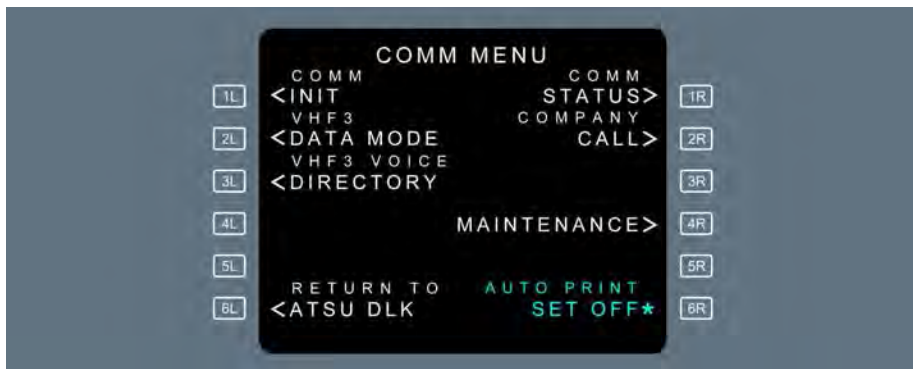 COMM MENU
COMM COMM
1L <INIT STATUS> 1R
VHF3 COMPANY
2L <DATA MODE CALL> 2R
VHF3 VOICE
3L <DIRECTORY 3R
4L MAINTENANCE> 4R
5L 5R
RETURN TO AUTO PRINT
6L <ATSU DLK SET OFF* 6R